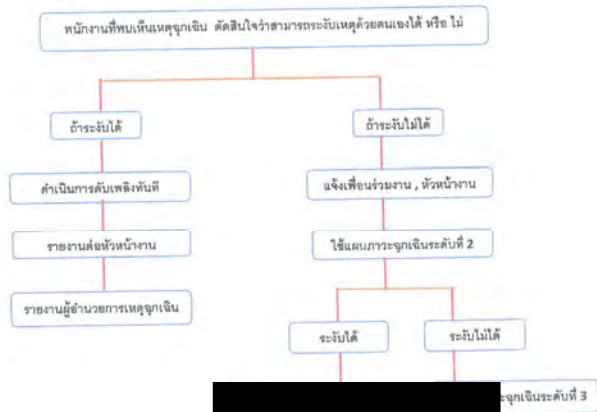 พนักงานที่พบเห็นเหตุฉุกเฉิน ตัดสินใจว่าสามารถระงับเหตุด้วยตนเองได้ หรือ ไม่
ถ้าระงับได้
ถ้าระงับไม่ได้
ดำเนินการดับเพลิงทันที
แจ้งเพื่อนร่วมงาน , หัวหน้างาน
รายงานต่อหัวหน้างาน
ใช้แผนภาวะฉุกเฉินระดับที่ 2
รายงานผู้อำนวยการเหตุฉุกเฉิน
ระงับได้
ระงับไม่ได้
ะฉุกเฉินระดับที่ 3